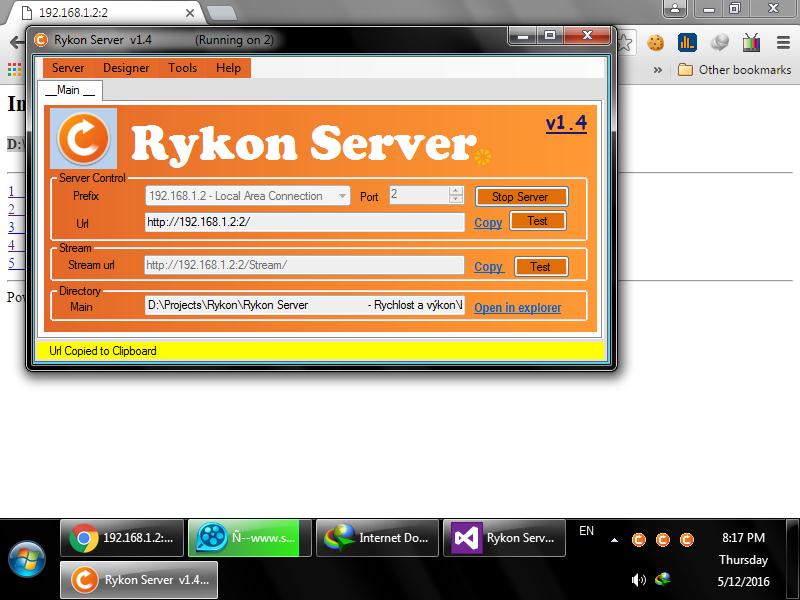 192.168.1.2:2
Rykon Server v1.4 (Running on 2)
Server Designer Tools Help
Other bookmarks
__Main __
In
D:\
Rykon Server
v1.4
Server Control
Prefix 192.168.1.2 - Local Area Connection Port 2 Stop Server
Url http://192.168.1.2:2/ Copy Test
Stream
Stream url http://192.168.1.2:2/Stream/ Copy Test
Directory
Main D:\Projects\Rykon\Rykon Server - Rychlost a výkon\ Open in explorer
Url Copied to Clipboard
1
2
3
4
5
Po
192.168.1.2:...
Ñ--www.s...
Internet Do...
Rykon Serv...
EN
8:17 PM
Thursday
5/12/2016
Rykon Server v1.4...